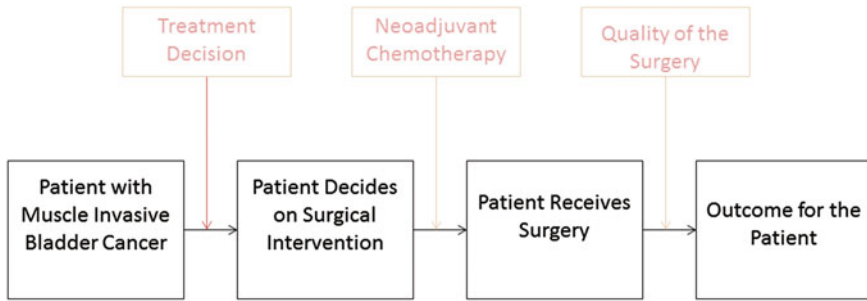 Treatment
Decision
Neoadjuvant
Chemotherapy
Quality of the
Surgery
Patient with
Muscle Invasive
Bladder Cancer
Patient Decides
on Surgical
Intervention
Patient Receives
Surgery
Outcome for the
Patient